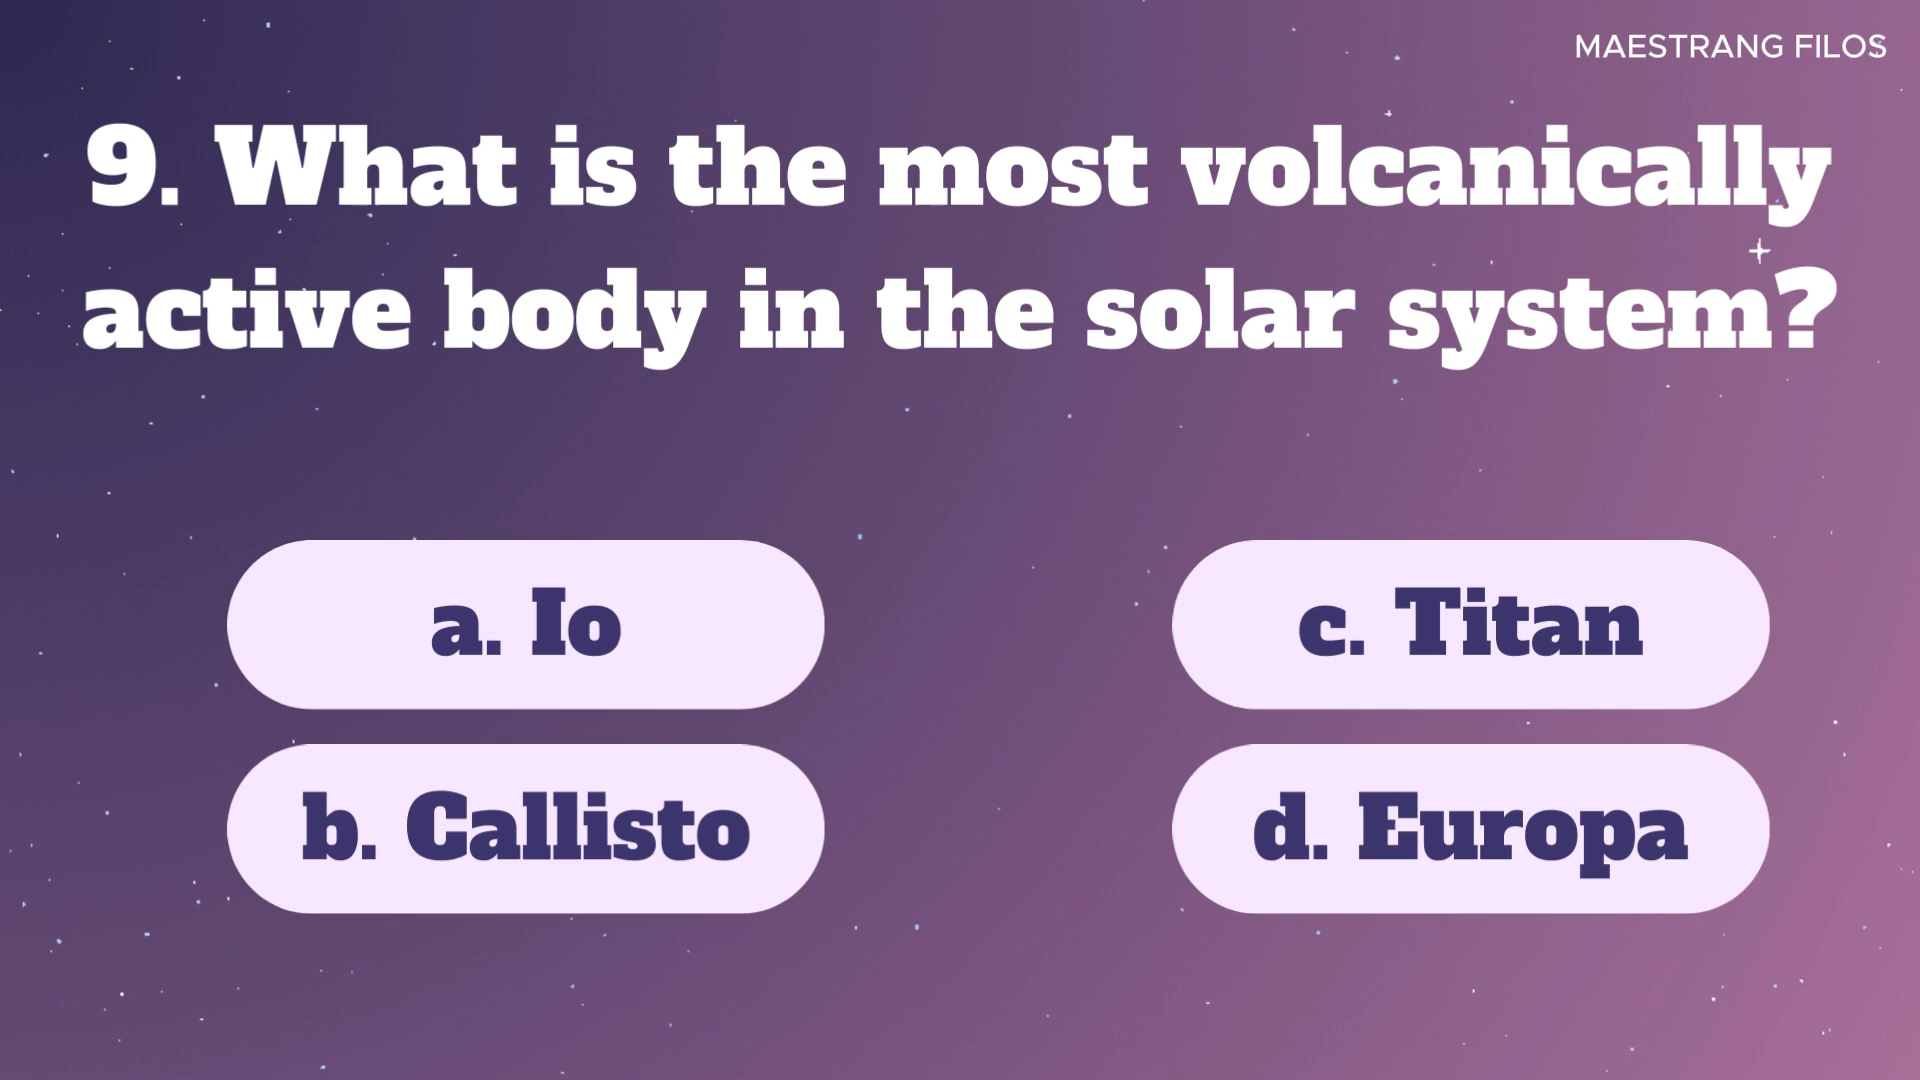 MAESTRANG FILOS
9. What is the most volcanically
active body in the solar system?
a. Io
b. Callisto
c. Titan
d. Europa